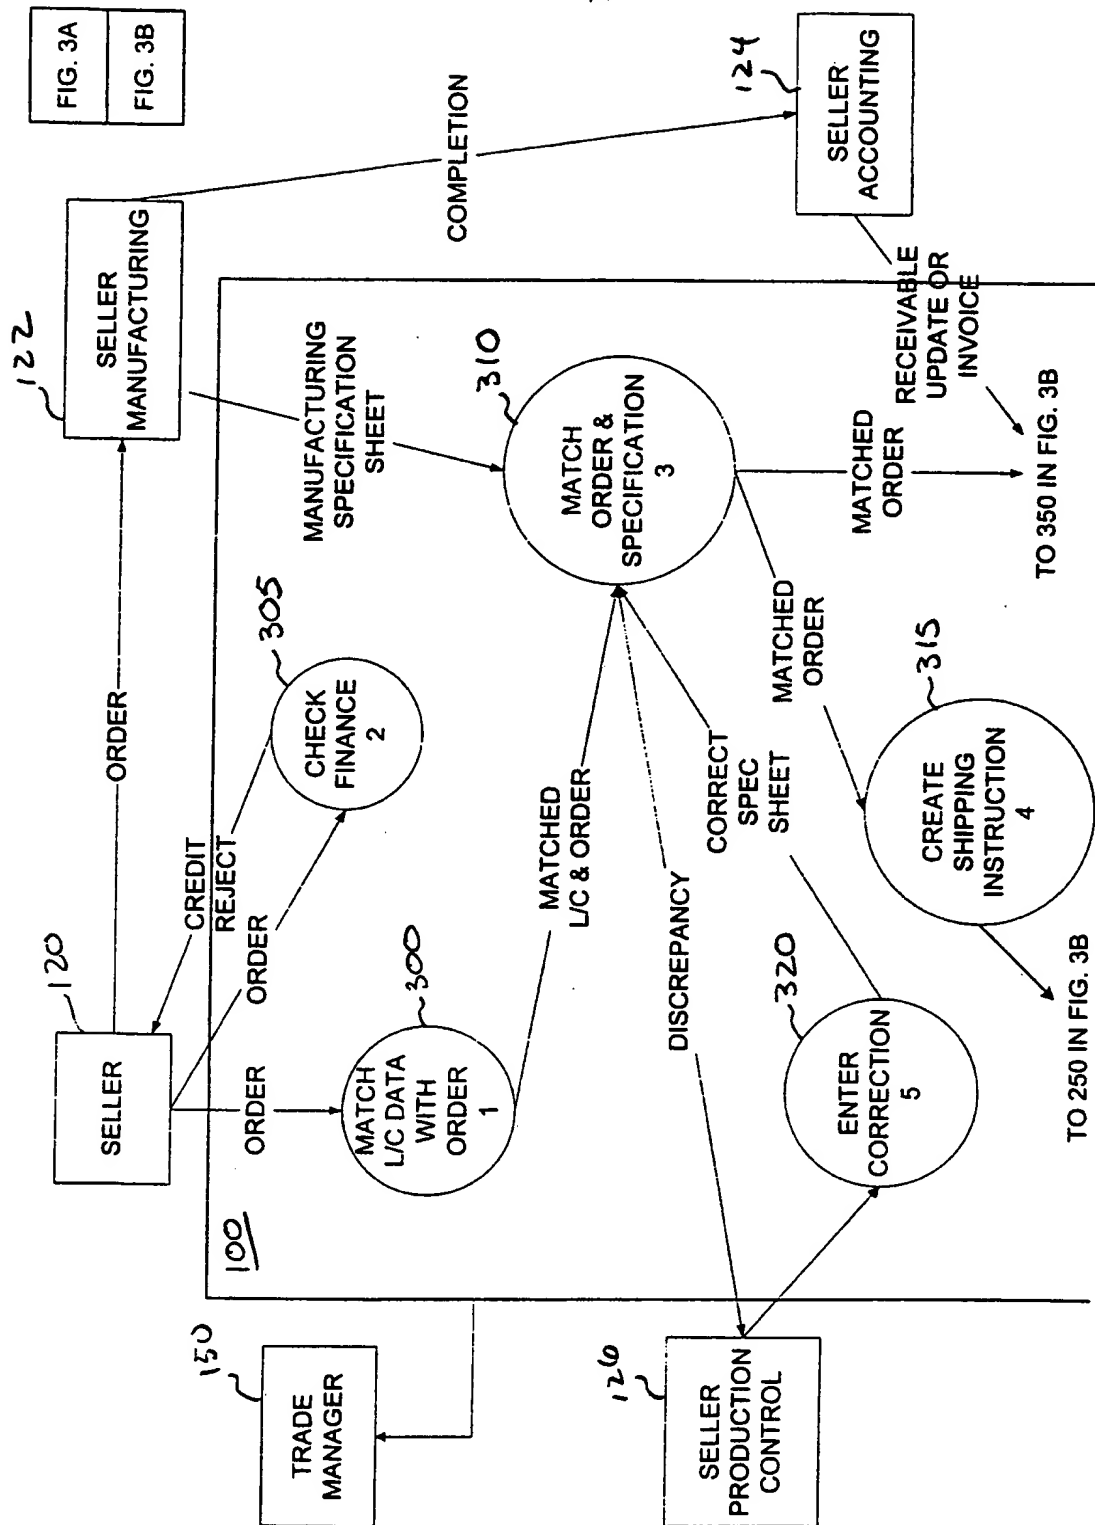 FIG. 3A
FIG. 3B
150
TRADE
MANAGER
120
SELLER
ORDER
122
SELLER
MANUFACTURING
100
ORDER
ORDER
CREDIT
REJECT
305
CHECK
FINANCE
2
MANUFACTURING
SPECIFICATION
SHEET
COMPLETION
300
MATCH
L/C DATA
WITH
ORDER
1
MATCHED
L/C & ORDER
310
MATCH
ORDER &
SPECIFICATION
3
126
SELLER
PRODUCTION
CONTROL
DISCREPANCY
CORRECT
SPEC
SHEET
MATCHED
ORDER
MATCHED
ORDER
124
SELLER
ACCOUNTING
RECEIVABLE
UPDATE OR
INVOICE
320
ENTER
CORRECTION
5
315
CREATE
SHIPPING
INSTRUCTION
4
TO 250 IN FIG. 3B
TO 350 IN FIG. 3B